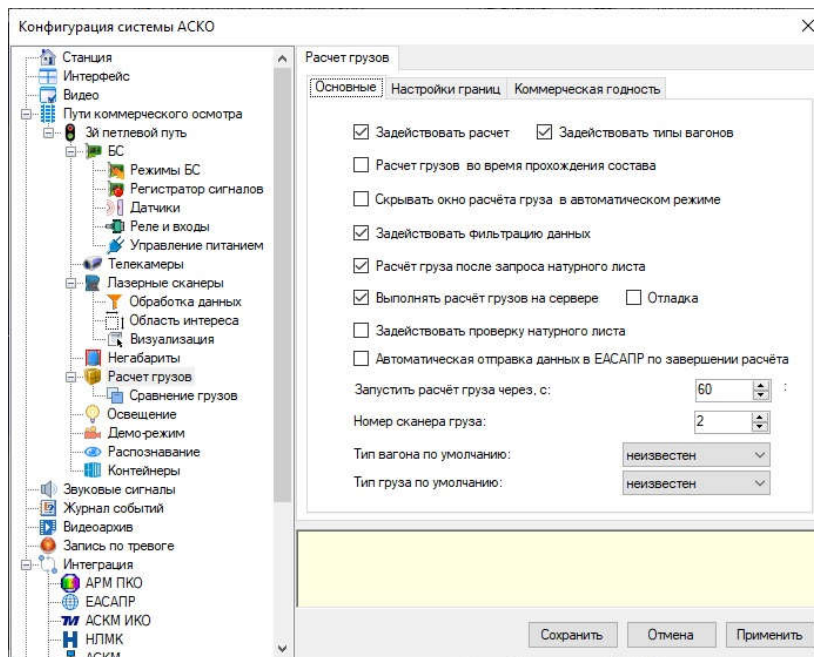 Конфигурация системы АСКО
Станция
Интерфейс
Видео
Пути коммерческого осмотра
3й петлевой путь
БС
Режимы БС
Регистратор сигналов
Датчики
Реле и входы
Управление питанием
Телекамеры
Лазерные сканеры
Обработка данных
Область интереса
Визуализация
Негабариты
Расчет грузов
Сравнение грузов
Освещение
Демо-режим
Распознавание
Контейнеры
Звуковые сигналы
Журнал событий
Видеоархив
Запись по тревоге
Интеграция
АРМ ПКО
ЕАСАПР
АСКМ ИКО
НЛМК
АСКМ
Расчет грузов
Основные Настройки границ Коммерческая годность
Задействовать расчет Задействовать типы вагонов
Расчет грузов во время прохождения состава
Скрывать окно расчёта груза в автоматическом режиме
Задействовать фильтрацию данных
Расчёт груза после запроса натурного листа
Выполнять расчёт грузов на сервере Отладка
Задействовать проверку натурного листа
Автоматическая отправка данных в ЕАСАПР по завершении расчёта
Запустить расчёт груза через, с: 60 :
Номер сканера груза: 2
Тип вагона по умолчанию: неизвестен
Тип груза по умолчанию: неизвестен
Сохранить Отмена Применить